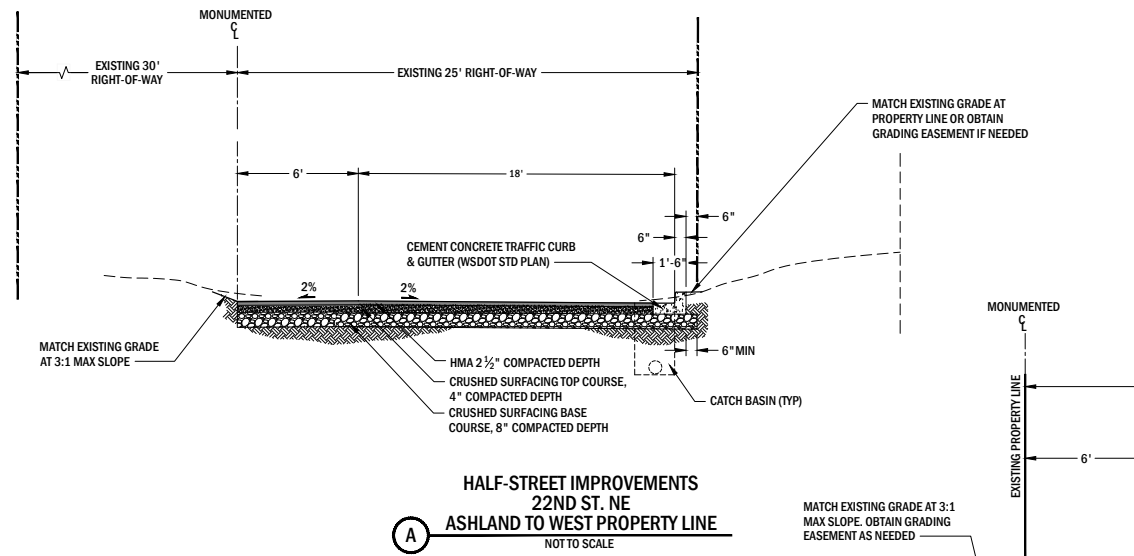 MONUMENTED
CL
EXISTING 30'
RIGHT-OF-WAY
EXISTING 25' RIGHT-OF-WAY
MATCH EXISTING GRADE AT
PROPERTY LINE OR OBTAIN
GRADING EASEMENT IF NEEDED
6'
18'
6"
6"
1'-6"
CEMENT CONCRETE TRAFFIC CURB
& GUTTER (WSDOT STD PLAN)
2%
2%
MATCH EXISTING GRADE
AT 3:1 MAX SLOPE
HMA 2 ½" COMPACTED DEPTH
CRUSHED SURFACING TOP COURSE,
4" COMPACTED DEPTH
CRUSHED SURFACING BASE
COURSE, 8" COMPACTED DEPTH
6" MIN
CATCH BASIN (TYP)
MONUMENTED
CL
EXISTING PROPERTY LINE
6'
HALF-STREET IMPROVEMENTS
22ND ST. NE
A ASHLAND TO WEST PROPERTY LINE
NOT TO SCALE
MATCH EXISTING GRADE AT 3:1
MAX SLOPE. OBTAIN GRADING
EASEMENT AS NEEDED